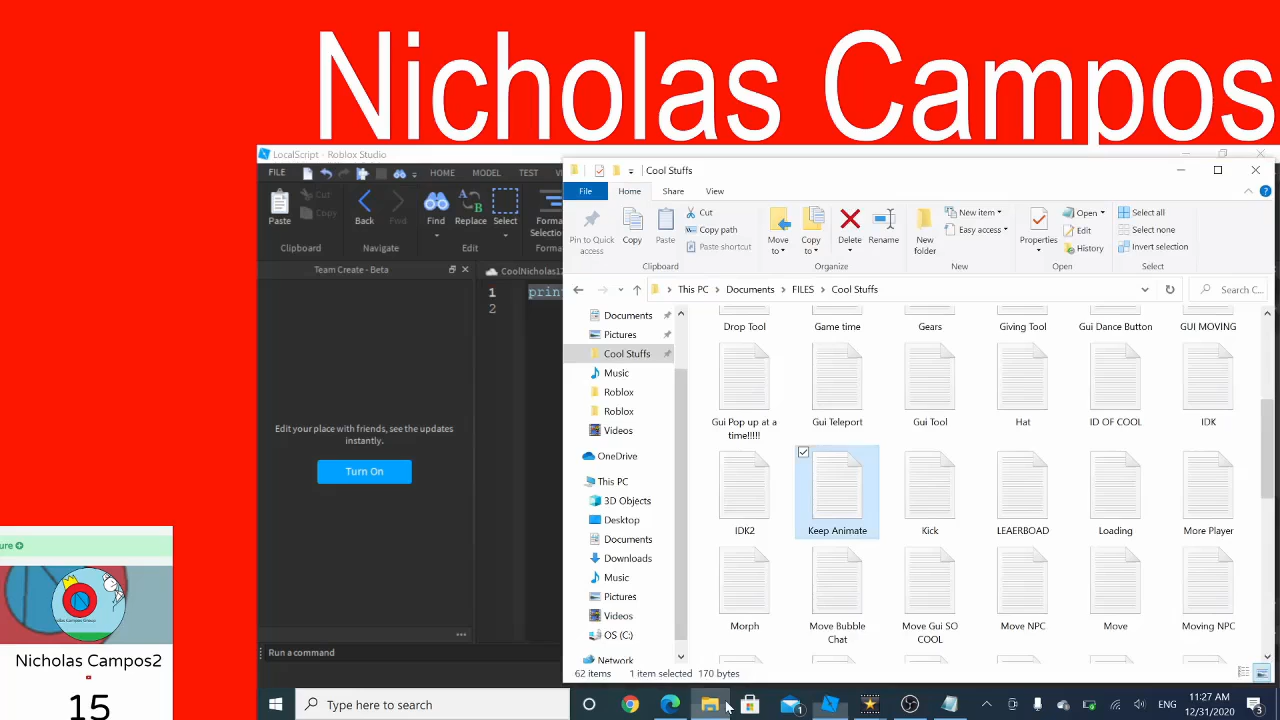 Nicholas Campos
LocalScript - Roblox Studio
FILE HOME MODEL TEST
Paste
Cut
Copy
Back
Find
Replace
Select
Clipboard
Navigate
Edit
Team Create - Beta
CoolNicholas12
1
2
Edit your place with friends, see the updates
instantly.
Turn On
Run a command
Cool Stuffs
File Home Share View
Pin to Quick
access
Copy
Paste
Cut
Copy path
Paste shortcut
Move
to
Copy
to
Delete
Rename
New
folder
New item
Easy access
Properties
Open
Edit
History
Select all
Select none
Invert selection
Clipboard Organize New Open Select
This PC Documents FILES Cool Stuffs
Search C...
Documents
Pictures
Cool Stuffs
Music
Roblox
Roblox
Videos
OneDrive
This PC
3D Objects
Desktop
Documents
Downloads
Music
Pictures
Videos
OS (C:)
Network
Drop Tool Game time Gears Giving Tool Gui Dance Button GUI MOVING
Gui Pop up at a
time!!!!!
Gui Teleport Gui Tool Hat ID OF COOL IDK
IDK2 Keep Animate Kick LEAERBOAD Loading More Player
Morph
Move Bubble
Chat
Move Gui SO
COOL
Move NPC Move Moving NPC
62 items 1 item selected 170 bytes
ure
Nicholas Campos2
15
Type here to search
1
ENG
11:27 AM
12/31/2020
3